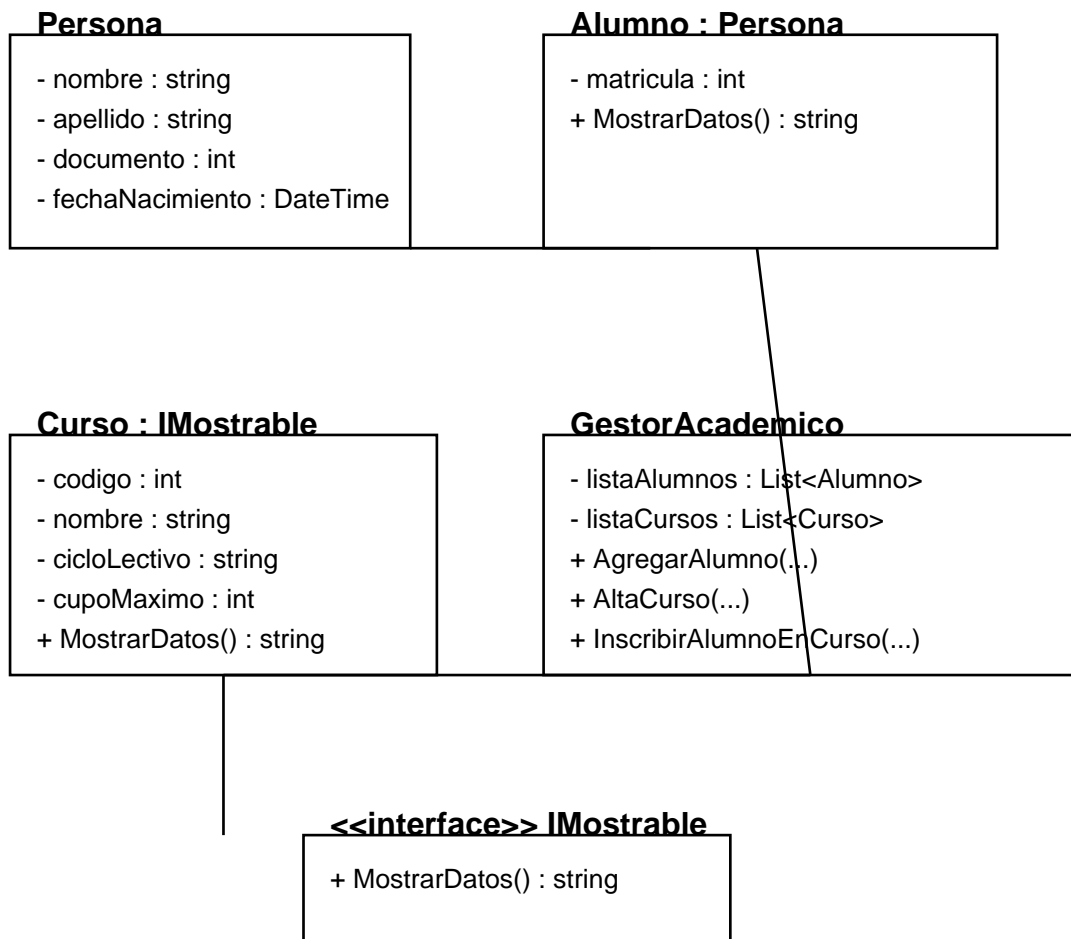 Persona
- nombre : string
- apellido : string
- documento : int
- fechaNacimiento : DateTime
Alumno : Persona
- matricula : int
+ MostrarDatos() : string
Curso : IMostrable
- codigo : int
- nombre : string
- cicloLectivo : string
- cupoMaximo : int
+ MostrarDatos() : string
GestorAcademico
- listaAlumnos : List<Alumno>
- listaCursos : List<Curso>
+ AgregarAlumno(...)
+ AltaCurso(...)
+ InscribirAlumnoEnCurso(...)
<<interface>> IMostrable
+ MostrarDatos() : string